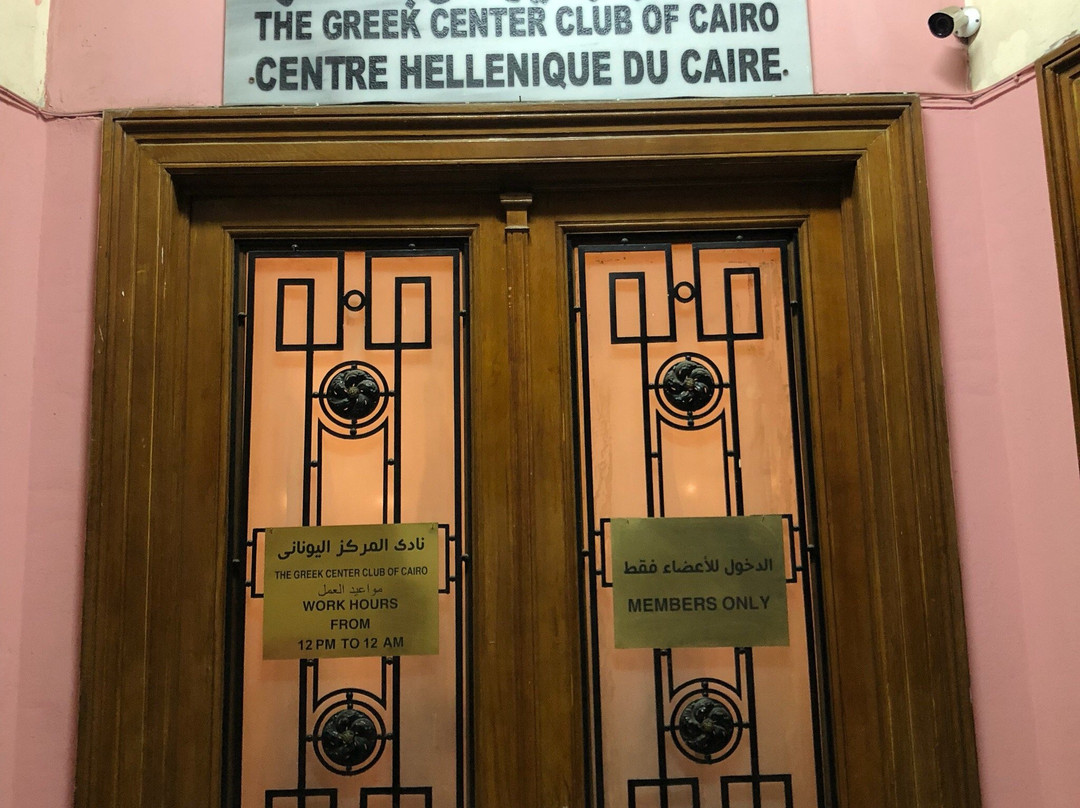 THE GREEK CENTER CLUB OF CAIRO
·CENTRE HELLENIQUE DU CAIRE.
نادى المركز اليونانى
THE GREEK CENTER CLUB OF CAIRO
مواعيد العمل
WORK HOURS
FROM
12 PM TO 12 AM
الدخول للأعضاء فقط
MEMBERS ONLY